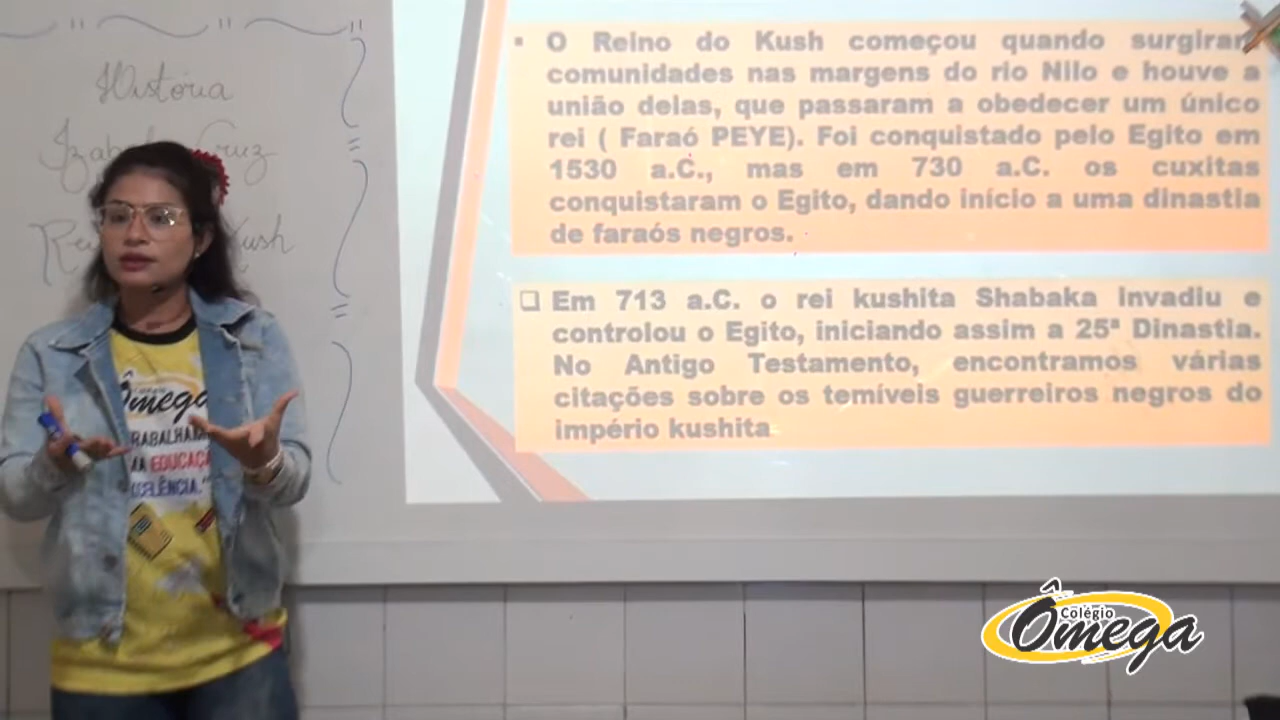 História
Cruz
Kush
▪ O Reino do Kush começou quando surgiram
comunidades nas margens do rio Nilo e houve a
união delas, que passaram a obedecer um único
rei ( Faraó PEYE). Foi conquistado pelo Egito em
1530 a.C., mas em 730 a.C. os cuxitas
conquistaram o Egito, dando início a uma dinastia
de faraós negros.
❑ Em 713 a.C. o rei kushita Shabaka invadiu e
controlou o Egito, iniciando assim a 25ª Dinastia.
No Antigo Testamento, encontramos várias
citações sobre os temíveis guerreiros negros do
império kushita
Ômega
Colégio
Ômega